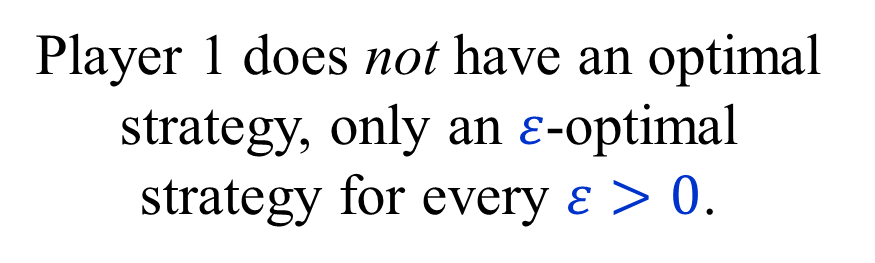 Player 1 does not have an optimal
strategy, only an ε-optimal
strategy for every ε > 0.